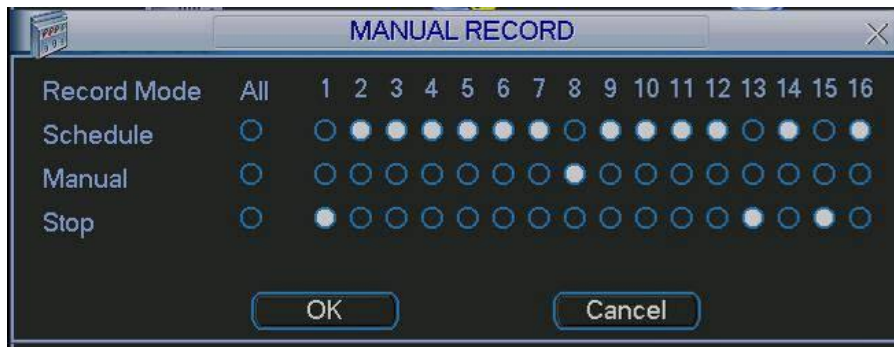 MANUAL RECORD
Record Mode All 1 2 3 4 5 6 7 8 9 10 11 12 13 14 15 16
Schedule
Manual
Stop
OK Cancel